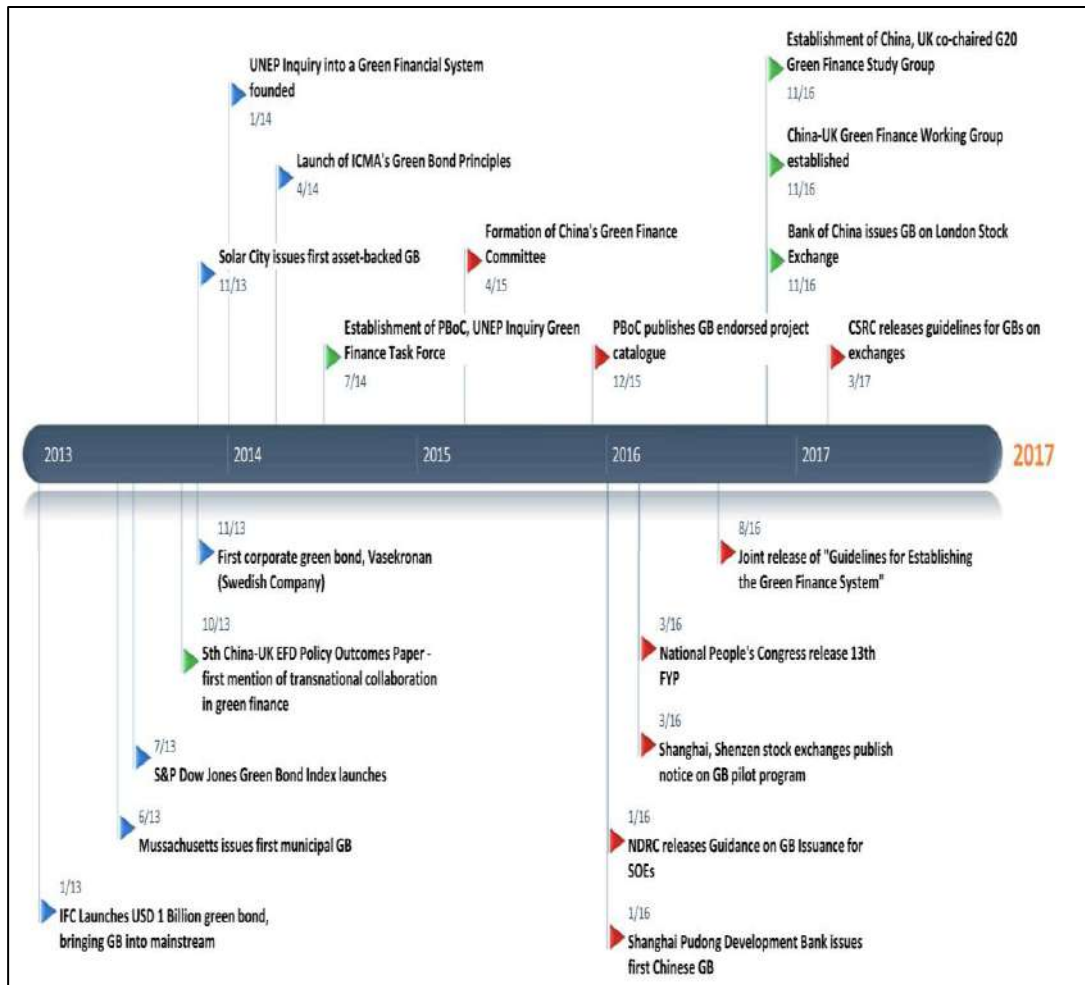 UNEP Inquiry into a Green Financial System
founded
1/14
Launch of ICMA's Green Bond Principles
4/14
Solar City issues first asset-backed GB
11/13
Establishment of PBoC, UNEP Inquiry Green
Finance Task Force
7/14
Formation of China's Green Finance
Committee
4/15
PBoC publishes GB endorsed project
catalogue
12/15
Establishment of China, UK co-chaired G20
Green Finance Study Group
11/16
China-UK Green Finance Working Group
established
11/16
Bank of China issues GB on London Stock
Exchange
11/16
CSRC releases guidelines for GBs on
exchanges
3/17
2013
2014
2015
2016
2017
2017
11/13
First corporate green bond, Vasekronan
(Swedish Company)
10/13
5th China-UK EFD Policy Outcomes Paper -
first mention of transnational collaboration
in green finance
7/13
S&P Dow Jones Green Bond Index launches
6/13
Mussachusetts issues first municipal GB
1/13
IFC Launches USD 1 Billion green bond,
bringing GB into mainstream
8/16
Joint release of "Guidelines for Establishing
the Green Finance System"
3/16
National People's Congress release 13th
FYP
3/16
Shanghai, Shenzen stock exchanges publish
notice on GB pilot program
1/16
NDRC releases Guidance on GB Issuance for
SOEs
1/16
Shanghai Pudong Development Bank issues
first Chinese GB